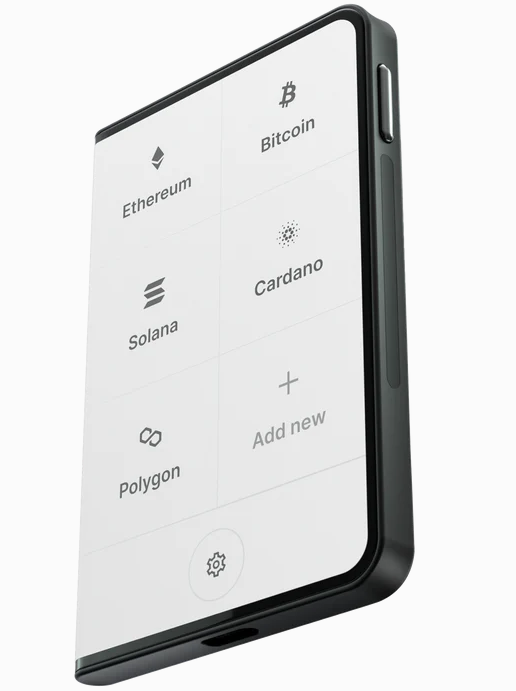 Ethereum
Bitcoin
Solana
Cardano
Polygon
Add new